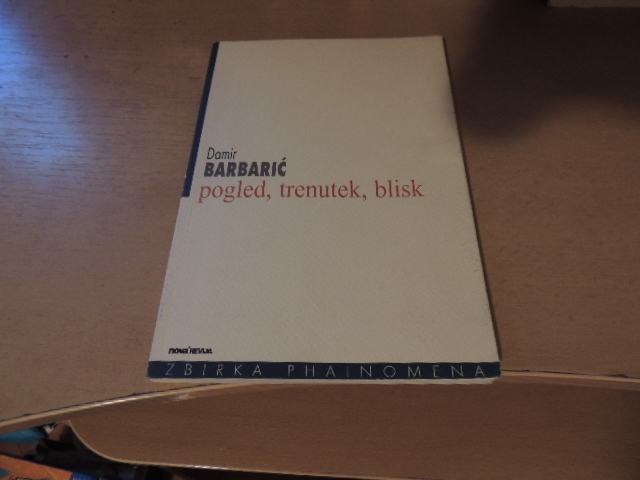 Damir
BARBARIĆ
pogled, trenutek, blisk
nova REVIJA
ZBIRKA PHAINOMENA